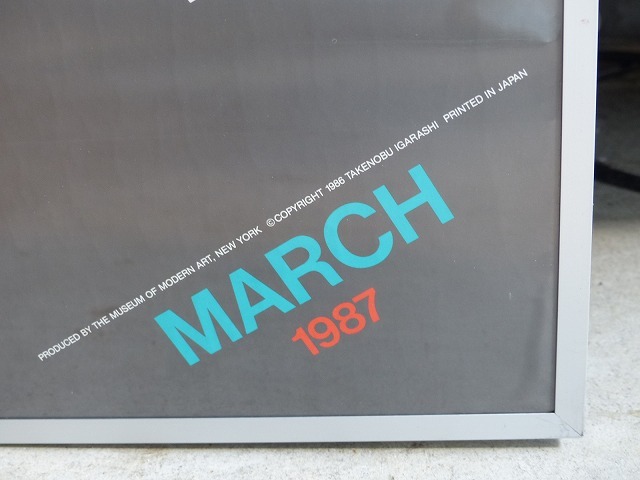 PRODUCED BY THE MUSEUM OF MODERN ART, NEW YORK ©COPYRIGHT 1986 TAKENOBU IGARASHI PRINTED IN JAPAN
MARCH
1987